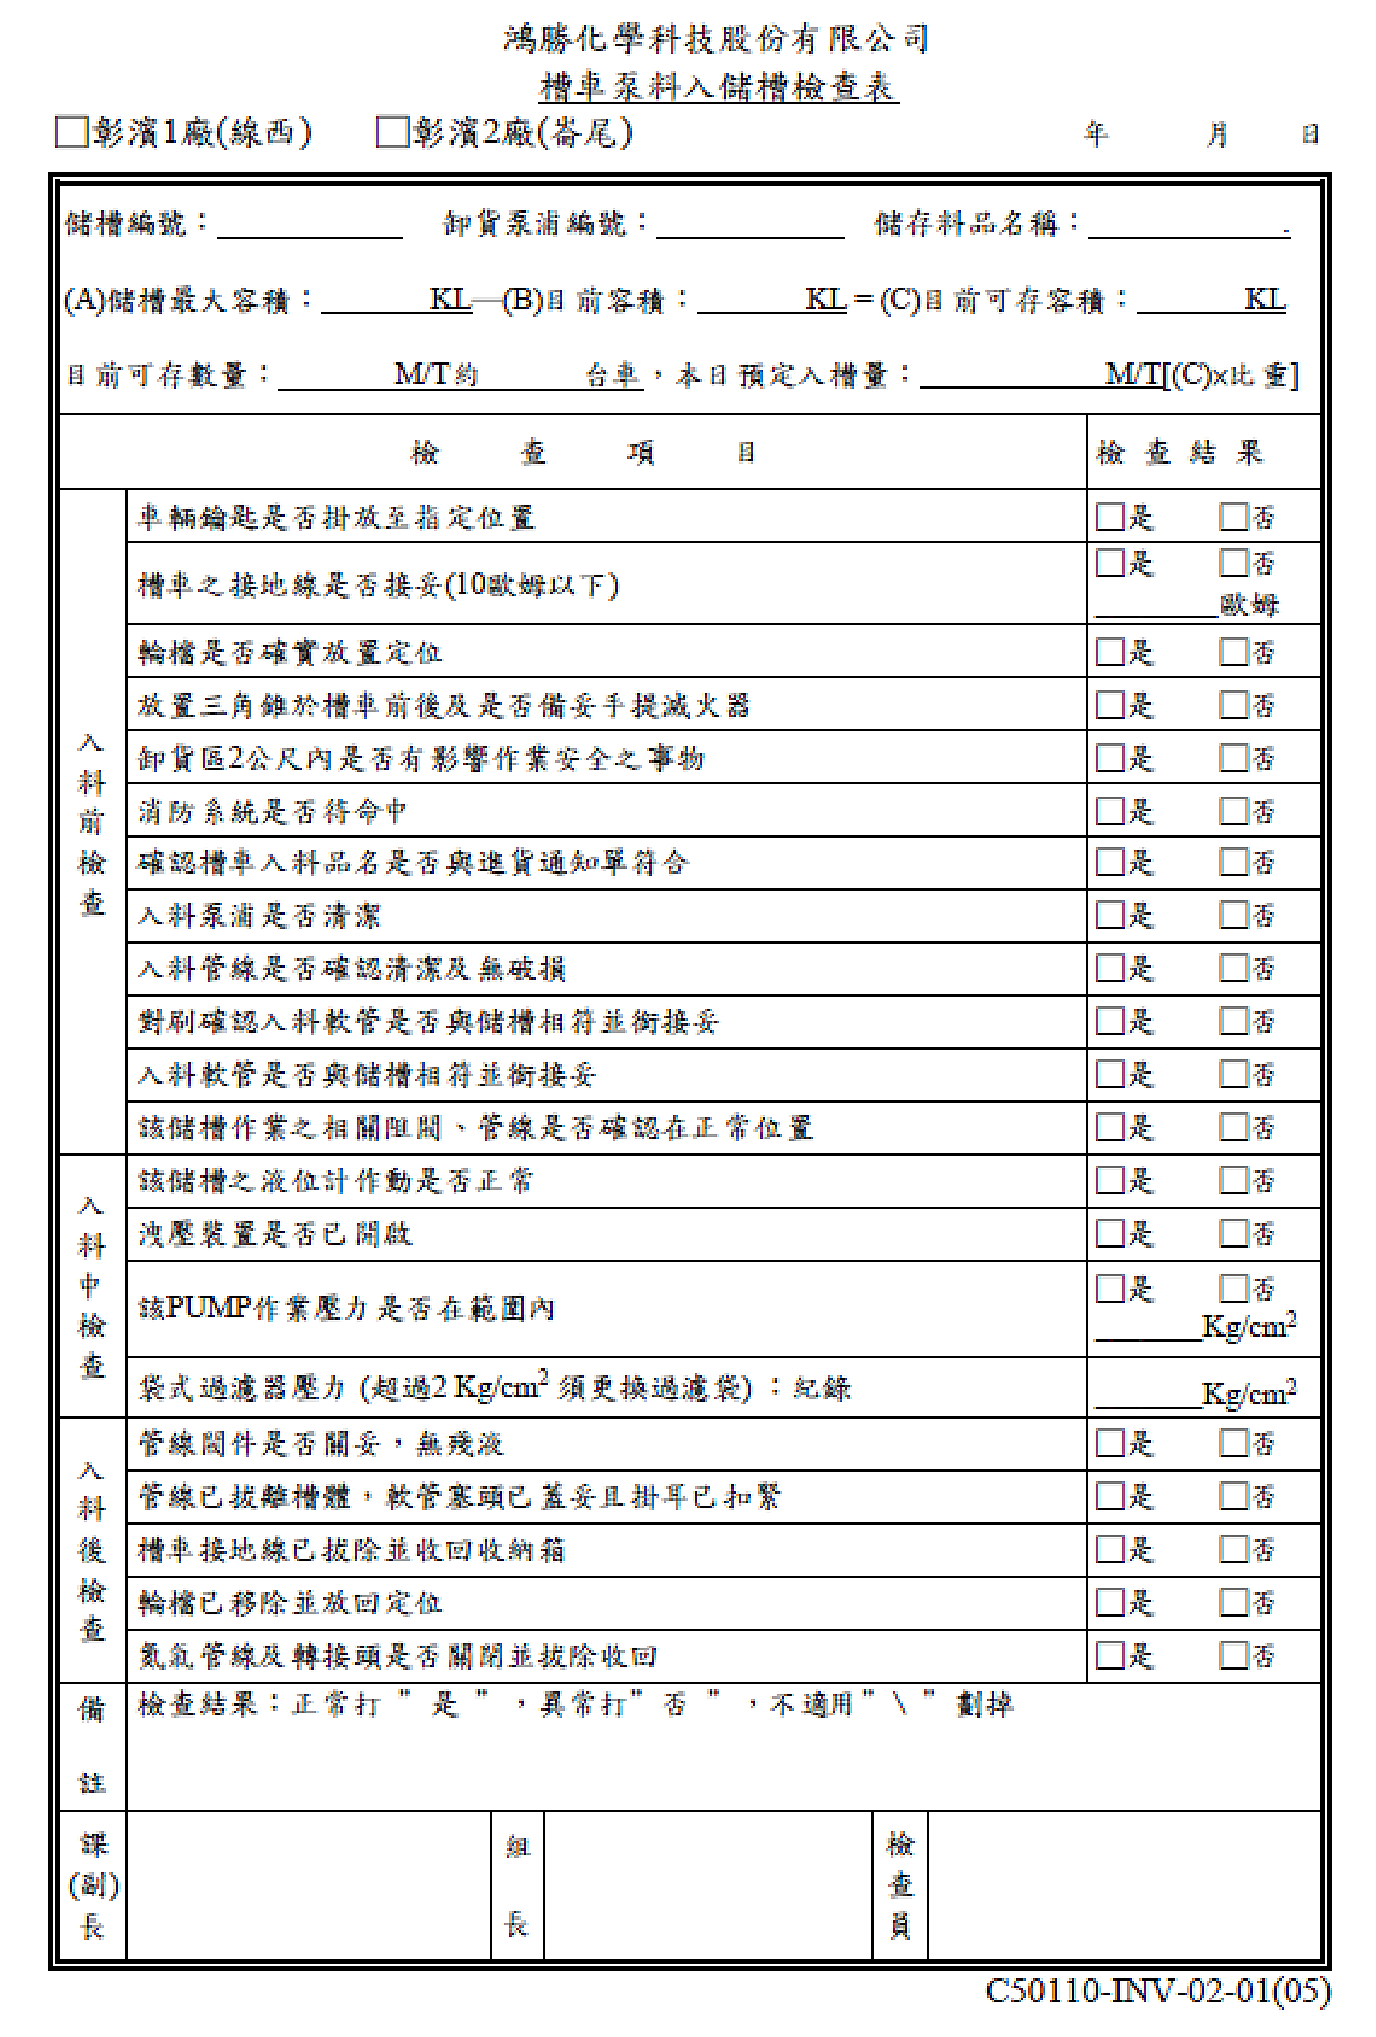 鴻勝化學科技股份有限公司
槽車泵料入儲槽檢查表
□彰濱1廠(線西) □彰濱2廠(崙尾) 年 月 日
儲槽編號： 卸貨泵浦編號： 儲存料品名稱：
(A)儲槽最大容積： KL—(B)目前容積： KL = (C)目前可存容積： KL
目前可存數量： M/T約 台車，本日預定入槽量： M/T[(C)x比重]
檢查項目 檢查結果
入料前檢查
車輛鑰匙是否掛放至指定位置 □是 □否
槽車之接地線是否接妥(10歐姆以下) □是 □否 ____歐姆
輪檔是否確實放置定位 □是 □否
放置三角錐於槽車前後及是否備妥手提滅火器 □是 □否
卸貨區2公尺內是否有影響作業安全之事物 □是 □否
消防系統是否待命中 □是 □否
確認槽車入料品名是否與進貨通知單符合 □是 □否
入料泵浦是否清潔 □是 □否
入料管線是否確認清潔及無破損 □是 □否
對刷確認入料軟管是否與儲槽相符並銜接妥 □是 □否
入料軟管是否與儲槽相符並銜接妥 □是 □否
該儲槽作業之相關阻閥、管線是否確認在正常位置 □是 □否
入料中檢查
該儲槽之液位計作動是否正常 □是 □否
洩壓裝置是否已開啟 □是 □否
該PUMP作業壓力是否在範圍內 □是 □否 ____Kg/cm²
袋式過濾器壓力 (超過2 Kg/cm² 須更換過濾袋)：紀錄 ____Kg/cm²
入料後檢查
管線閥件是否關妥，無殘液 □是 □否
管線已拔離槽體，軟管塞頭已蓋妥且掛耳已扣緊 □是 □否
槽車接地線已拔除並收回收納箱 □是 □否
輪檔已移除並放回定位 □是 □否
氮氣管線及轉接頭是否關閉並拔除收回 □是 □否
備註
檢查結果：正常打 ” 是 ” ，異常打” 否 ” ，不適用” \ ” 劃掉
課(副)長 組長 檢查員
C50110-INV-02-01(05)